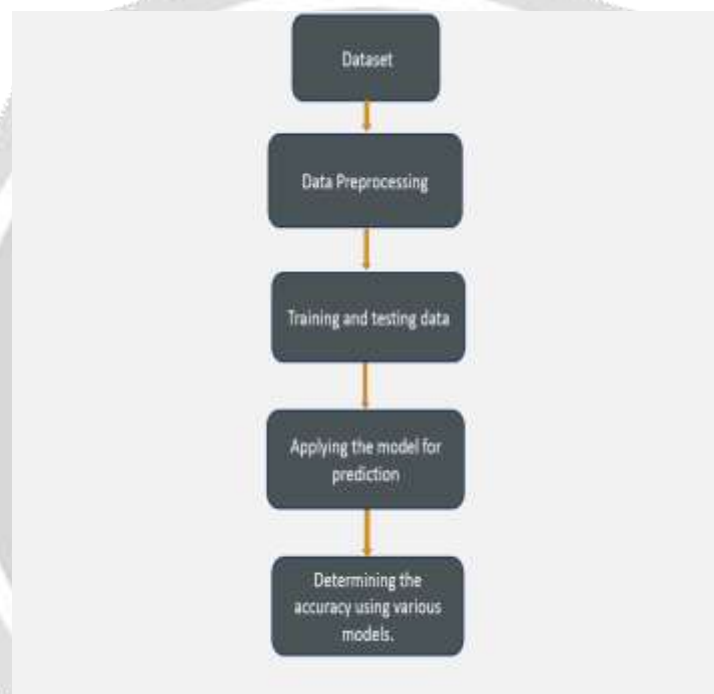 Dataset
Data Preprocessing
Training and testing data
Applying the model for
prediction
Determining the
accuracy using various
models.